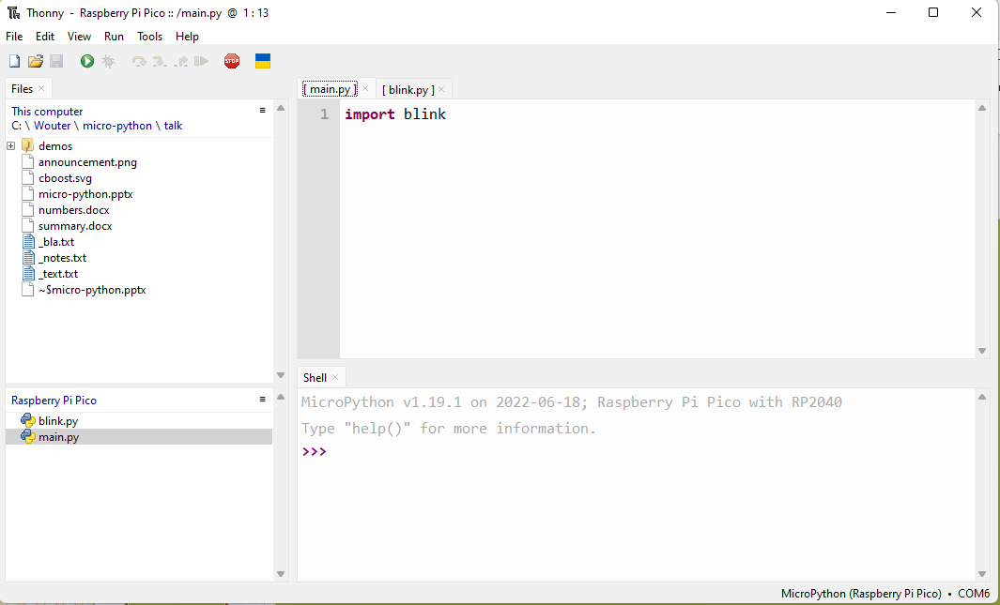 Thonny - Raspberry Pi Pico :: /main.py @ 1 : 13
File Edit View Run Tools Help
STOP
Files
This computer
C: \ Wouter \ micro-python \ talk
demos
announcement.png
cboost.svg
micro-python.pptx
numbers.docx
summary.docx
_bla.txt
_notes.txt
_text.txt
~$micro-python.pptx
Raspberry Pi Pico
blink.py
main.py
[ main.py ] [ blink.py ]
1 import blink
Shell
MicroPython v1.19.1 on 2022-06-18; Raspberry Pi Pico with RP2040
Type "help()" for more information.
>>>
MicroPython (Raspberry Pi Pico) • COM6